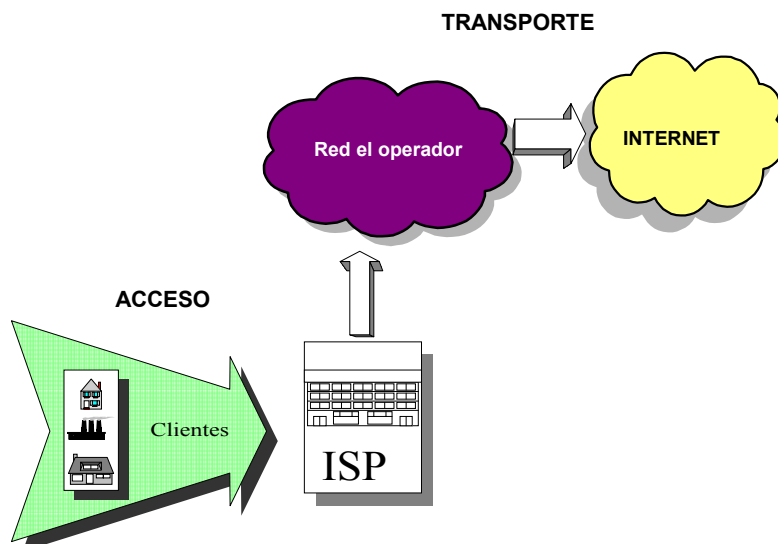 TRANSPORTE
Red el operador
INTERNET
ACCESO
Clientes
ISP